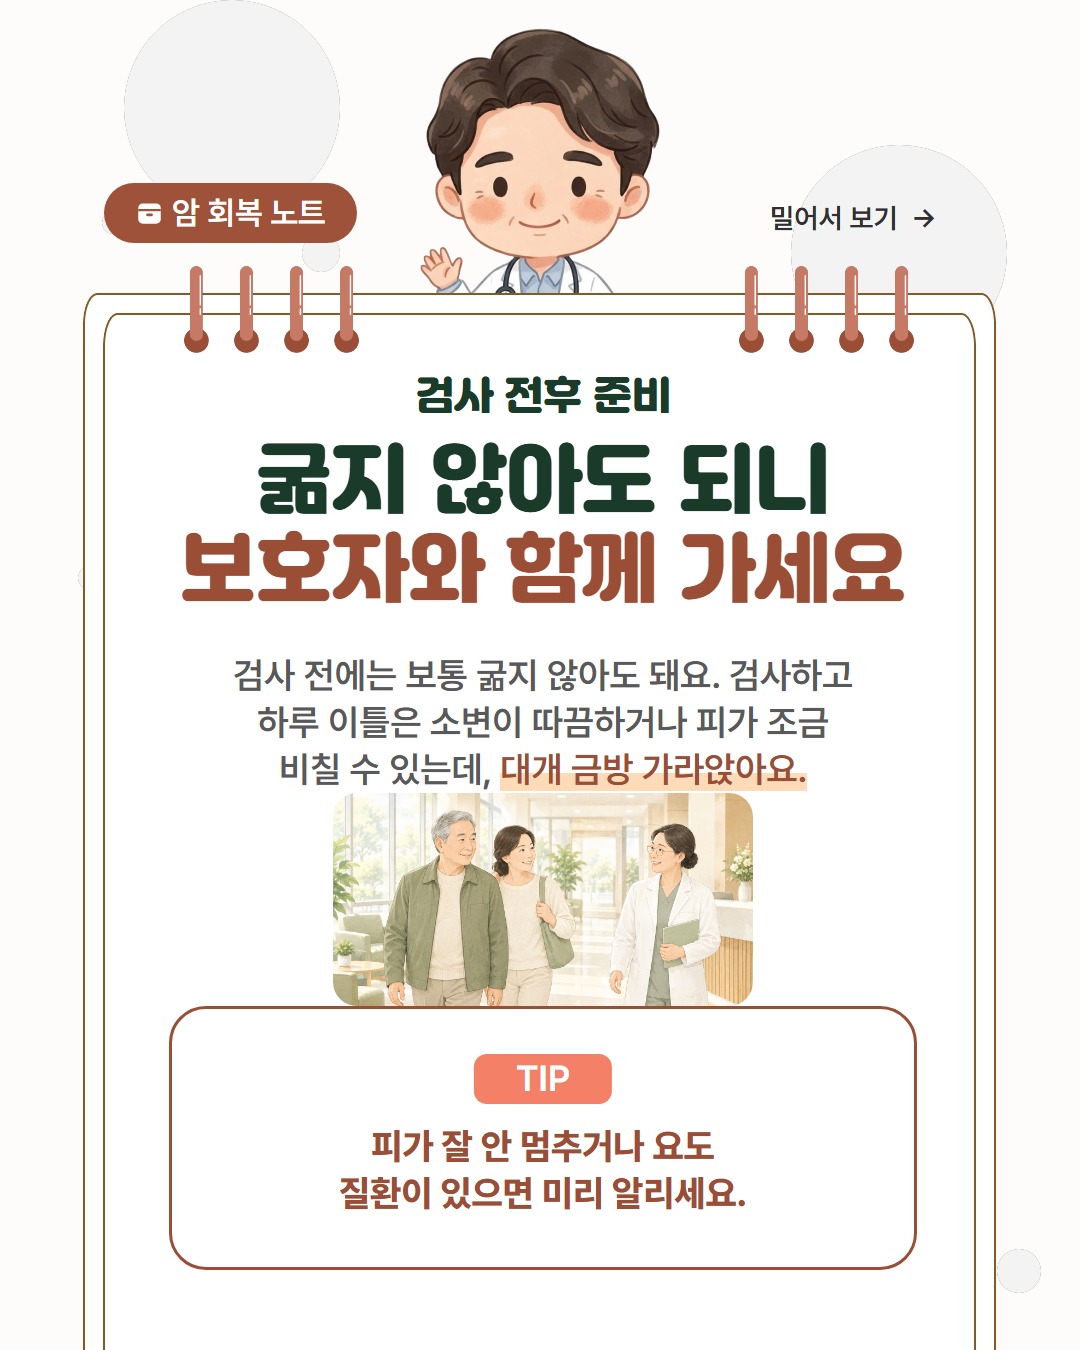 암 회복 노트
밀어서 보기 →
검사 전후 준비
굶지 않아도 되니
보호자와 함께 가세요
검사 전에는 보통 굶지 않아도 돼요. 검사하고
하루 이틀은 소변이 따끔하거나 피가 조금
비칠 수 있는데, 대개 금방 가라앉아요.
TIP
피가 잘 안 멈추거나 요도
질환이 있으면 미리 알리세요.